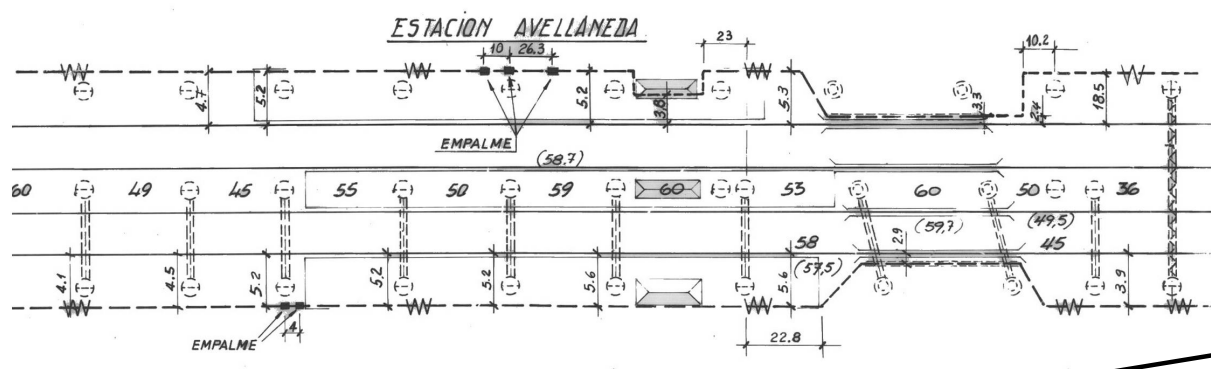 ESTACION AVELLANEDA
10 26.3
23
10.2
4.7
5.2
5.2
3.8
5.3
3.3
2.4
18.5
EMPALME
(58.7)
60 49 45 55 50 59 60 53 60 50 36
(59,7) (49,5)
58 2.9 45
(57.5)
4.1 4.5 5.2 5.2 5.2 5.6 5.6 3.9
4
EMPALME
22.8